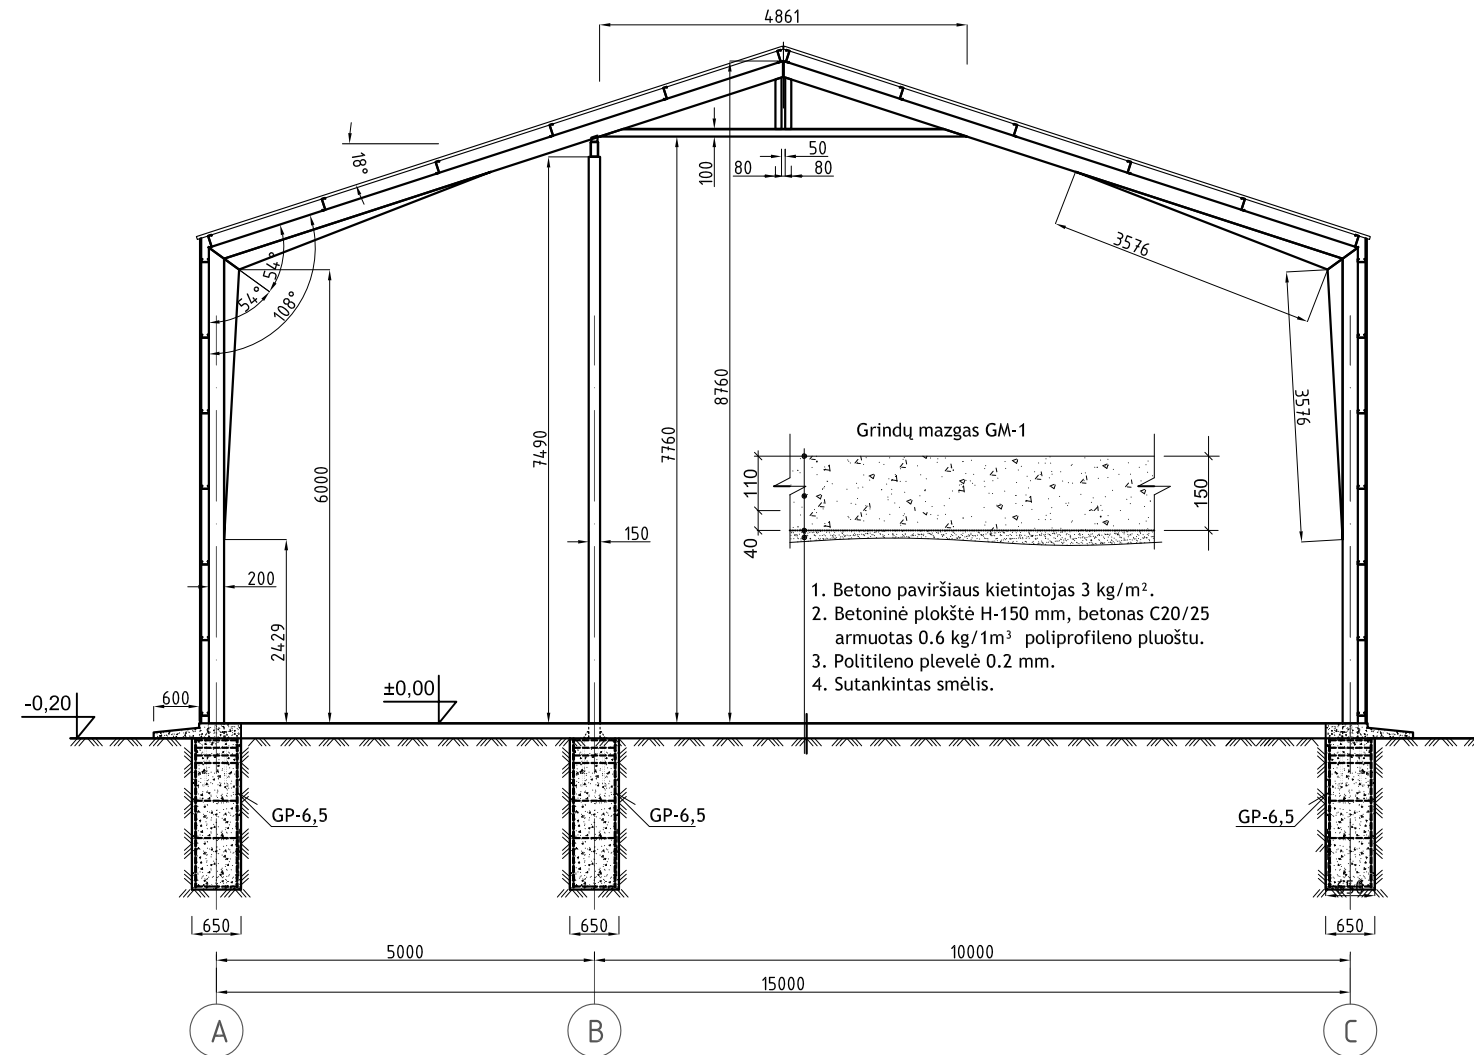 4861
18°
50
80
80
100
3576
54°
54°
108°
3576
8760
7490
7760
6000
Grindų mazgas GM-1
110
150
40
150
200
2429
1. Betono paviršiaus kietintojas 3 kg/m².
2. Betoninė plokštė H-150 mm, betonas C20/25
armuotas 0.6 kg/1m³ poliprofileno pluoštu.
3. Politileno plevelė 0.2 mm.
4. Sutankintas smėlis.
-0,20
600
±0,00
GP-6,5
GP-6,5
GP-6,5
650
650
650
650
5000
10000
15000
A
B
C